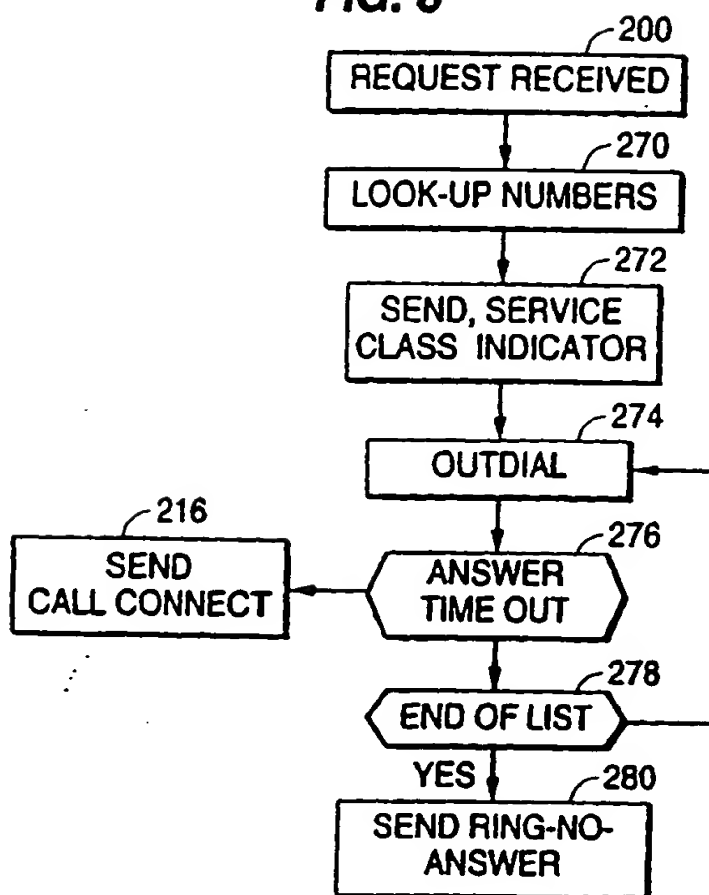 200
REQUEST RECEIVED
270
LOOK-UP NUMBERS
272
SEND, SERVICE
CLASS INDICATOR
274
OUTDIAL
216
SEND
CALL CONNECT
276
ANSWER
TIME OUT
278
END OF LIST
YES
280
SEND RING-NO-
ANSWER